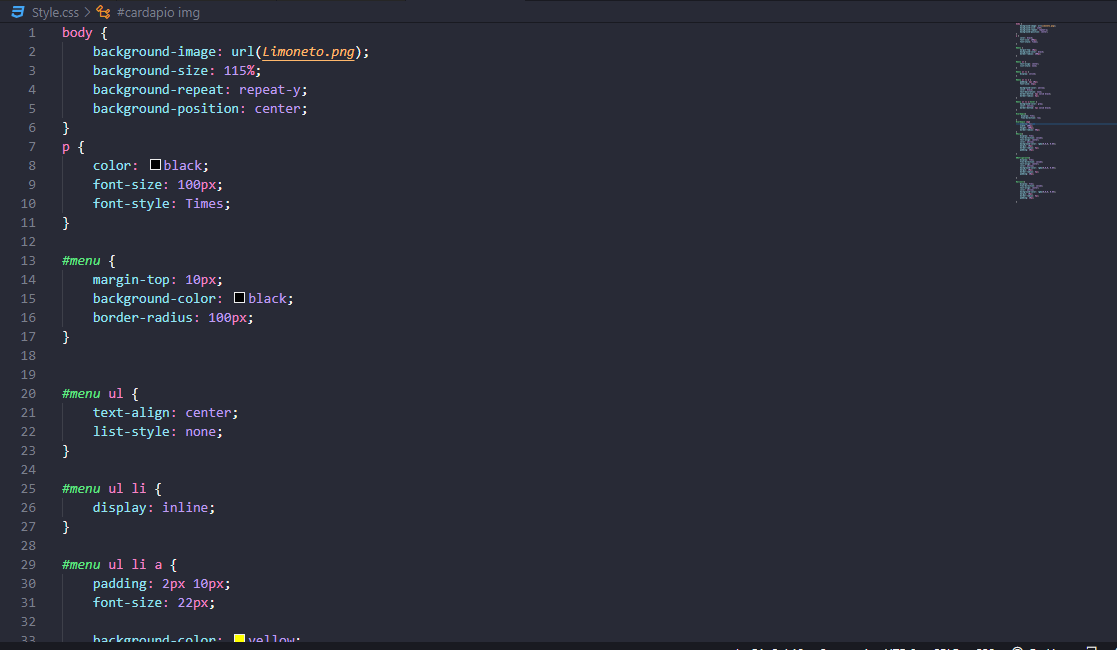 Style.css > #cardapio img
1 body {
2 background-image: url(Limoneto.png);
3 background-size: 115%;
4 background-repeat: repeat-y;
5 background-position: center;
6 }
7 p {
8 color: black;
9 font-size: 100px;
10 font-style: Times;
11 }
12
13 #menu {
14 margin-top: 10px;
15 background-color: black;
16 border-radius: 100px;
17 }
18
19
20 #menu ul {
21 text-align: center;
22 list-style: none;
23 }
24
25 #menu ul li {
26 display: inline;
27 }
28
29 #menu ul li a {
30 padding: 2px 10px;
31 font-size: 22px;
32
33 background-color: yellow;